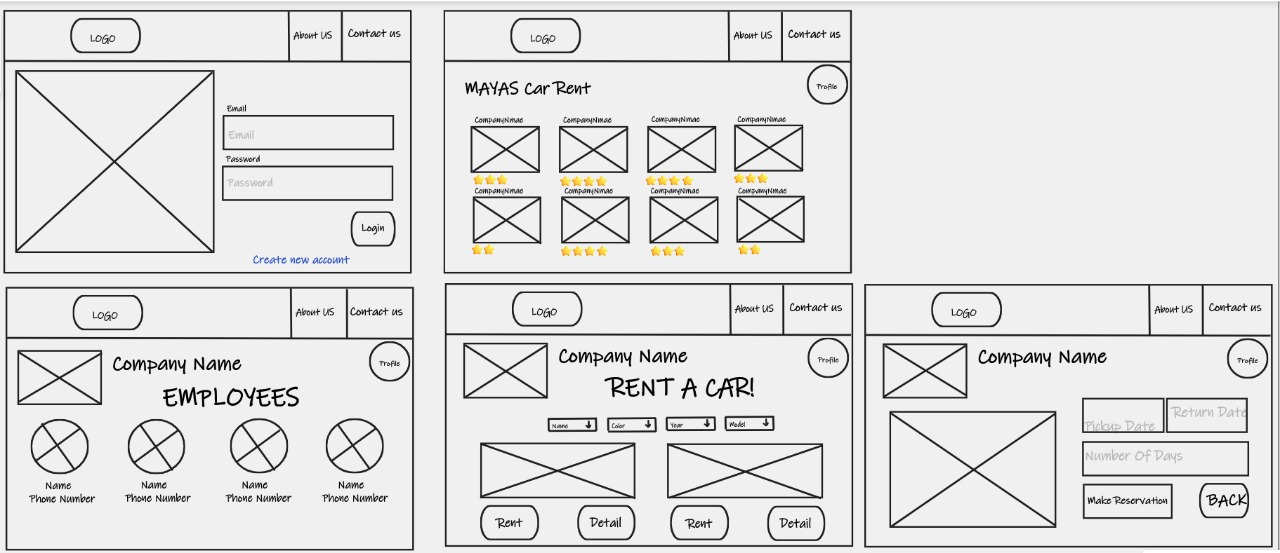 LOGO About US Contact us
Email
Email
Password
Password
Login
Create new account
LOGO About US Contact us
Profile
MAYAS Car Rent
CompanyNmae CompanyNmae CompanyNmae CompanyNmae
CompanyNmae CompanyNmae CompanyNmae CompanyNmae
LOGO About US Contact us
Profile
Company Name
EMPLOYEES
Name Name Name Name
Phone Number Phone Number Phone Number Phone Number
LOGO About US Contact us
Profile
Company Name
RENT A CAR!
Name Color Year Model
Rent Detail Rent Detail
LOGO About US Contact us
Profile
Company Name
Pickup Date Return Date
Number Of Days
Make Reservation BACK